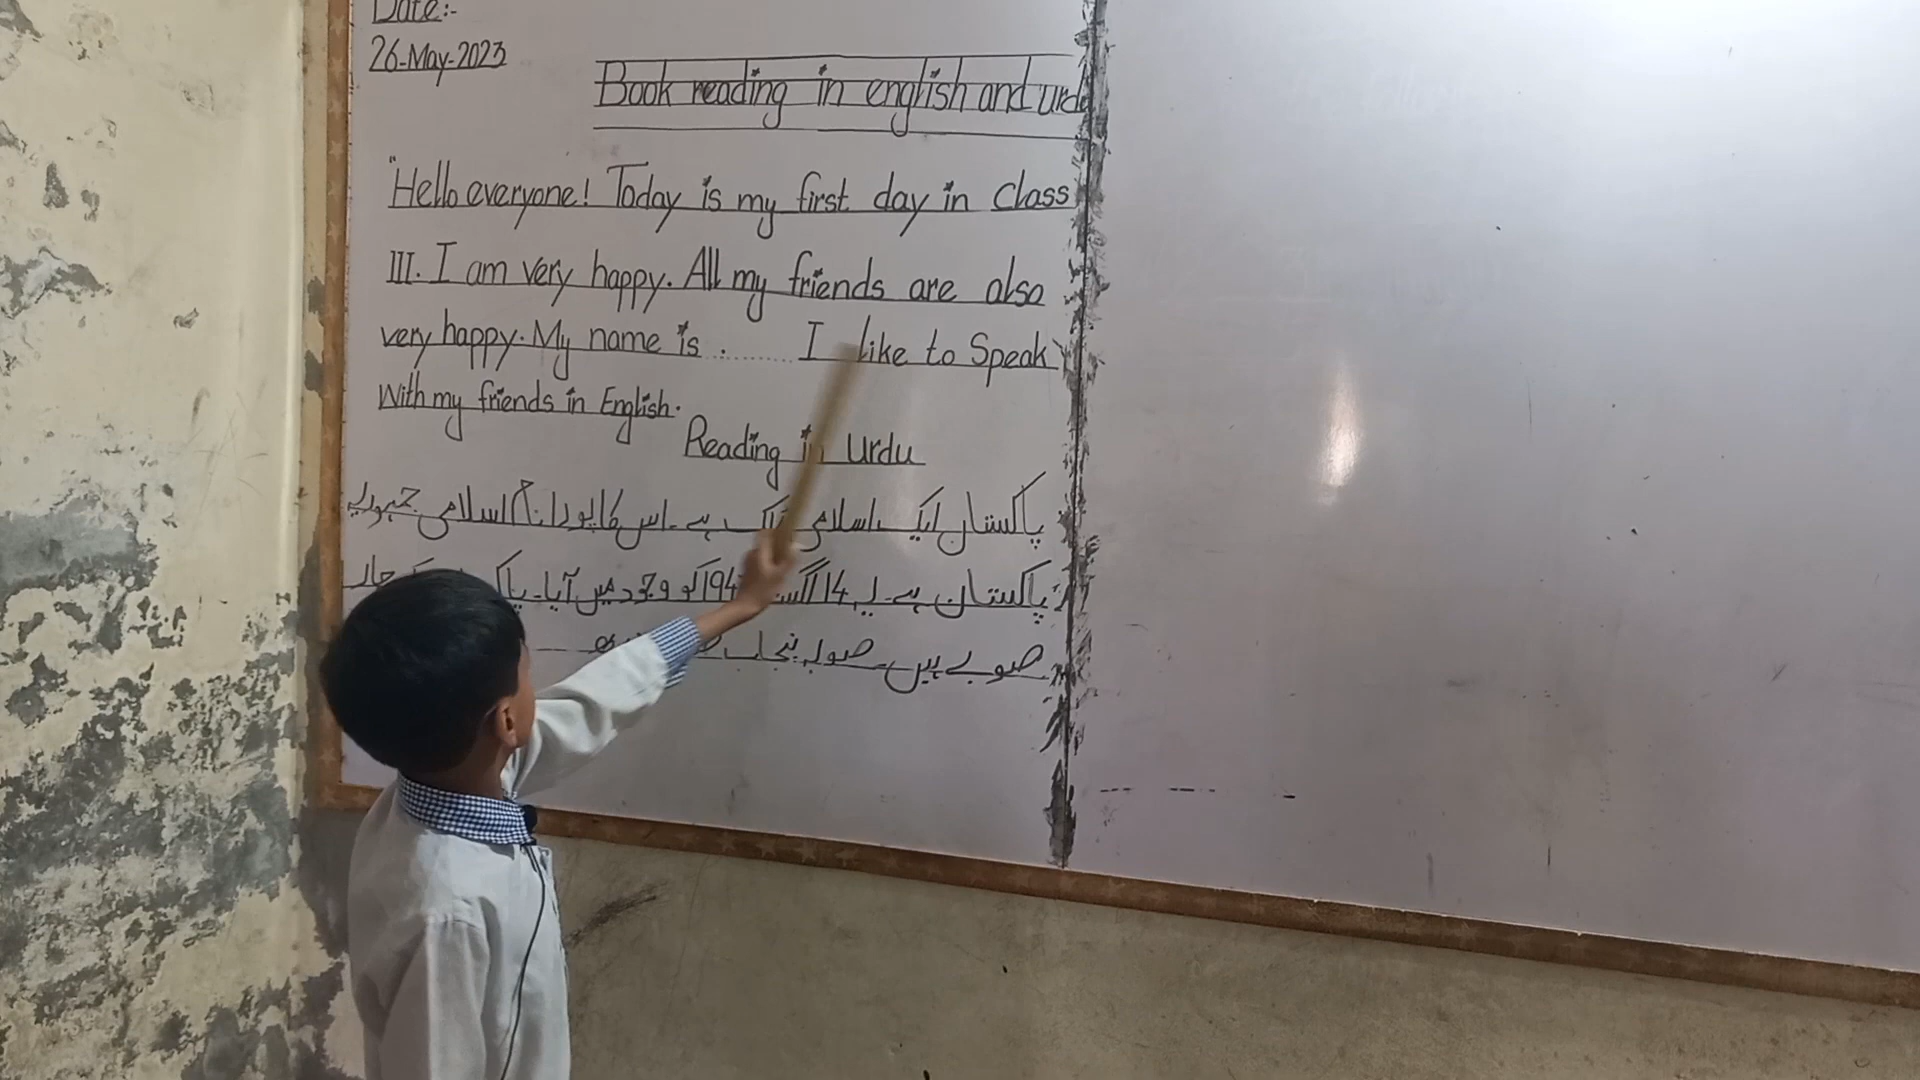 Date:-
26-May-2023
Book reading in english and urdu
"Hello everyone! Today is my first day in class
III. I am very happy. All my friends are also
very happy. My name is ......... I like to Speak
With my friends in English.
Reading in Urdu
پاکستان ایک اسلامی ملک ہے۔ اس کا پورا نام اسلامی جمہوریہ
پاکستان ہے۔ یہ 14 اگست 194 کو وجود میں آیا۔ چار
صوبے ہیں۔ صوبہ پنجاب